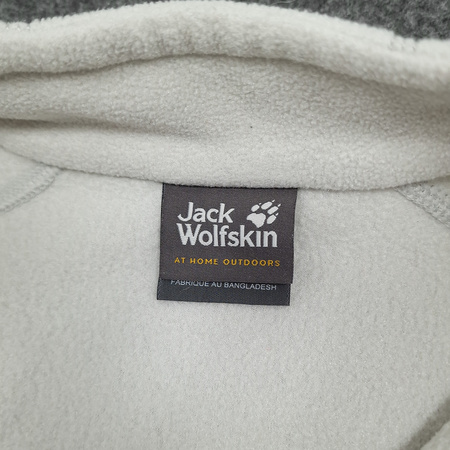 Jack
Wolfskin
AT HOME OUTDOORS
FABRIQUE AU BANGLADESH